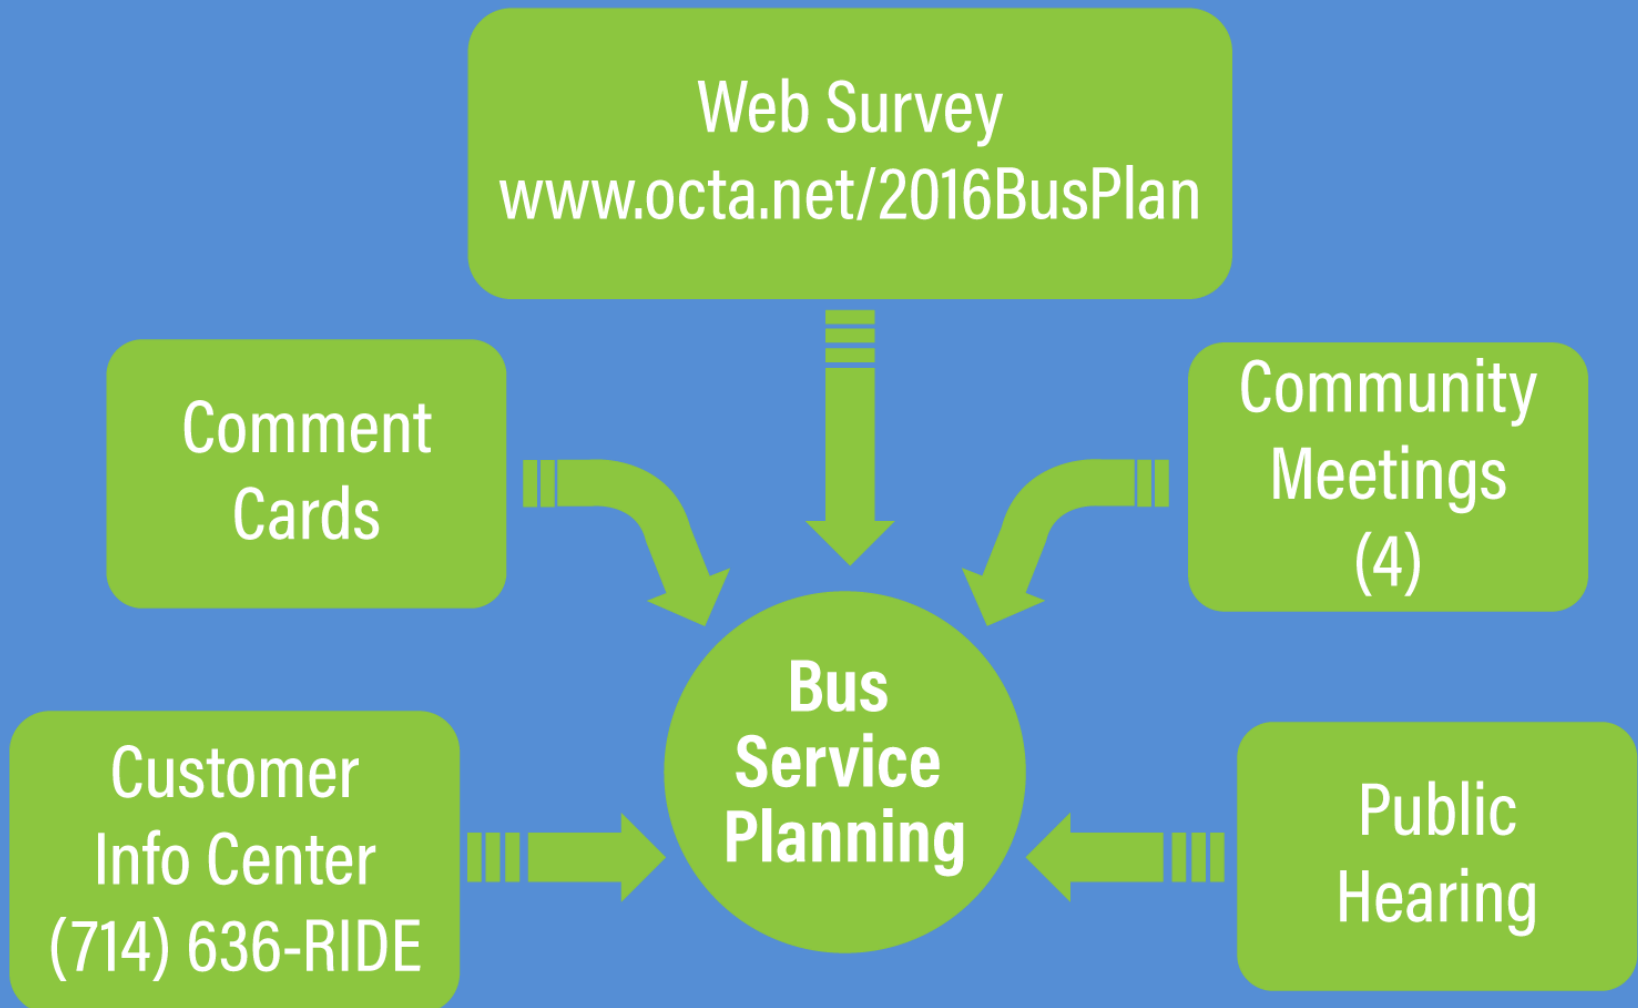 Web Survey
www.octa.net/2016BusPlan
Comment
Cards
Community
Meetings
(4)
Customer
Info Center
(714) 636-RIDE
Bus
Service
Planning
Public
Hearing